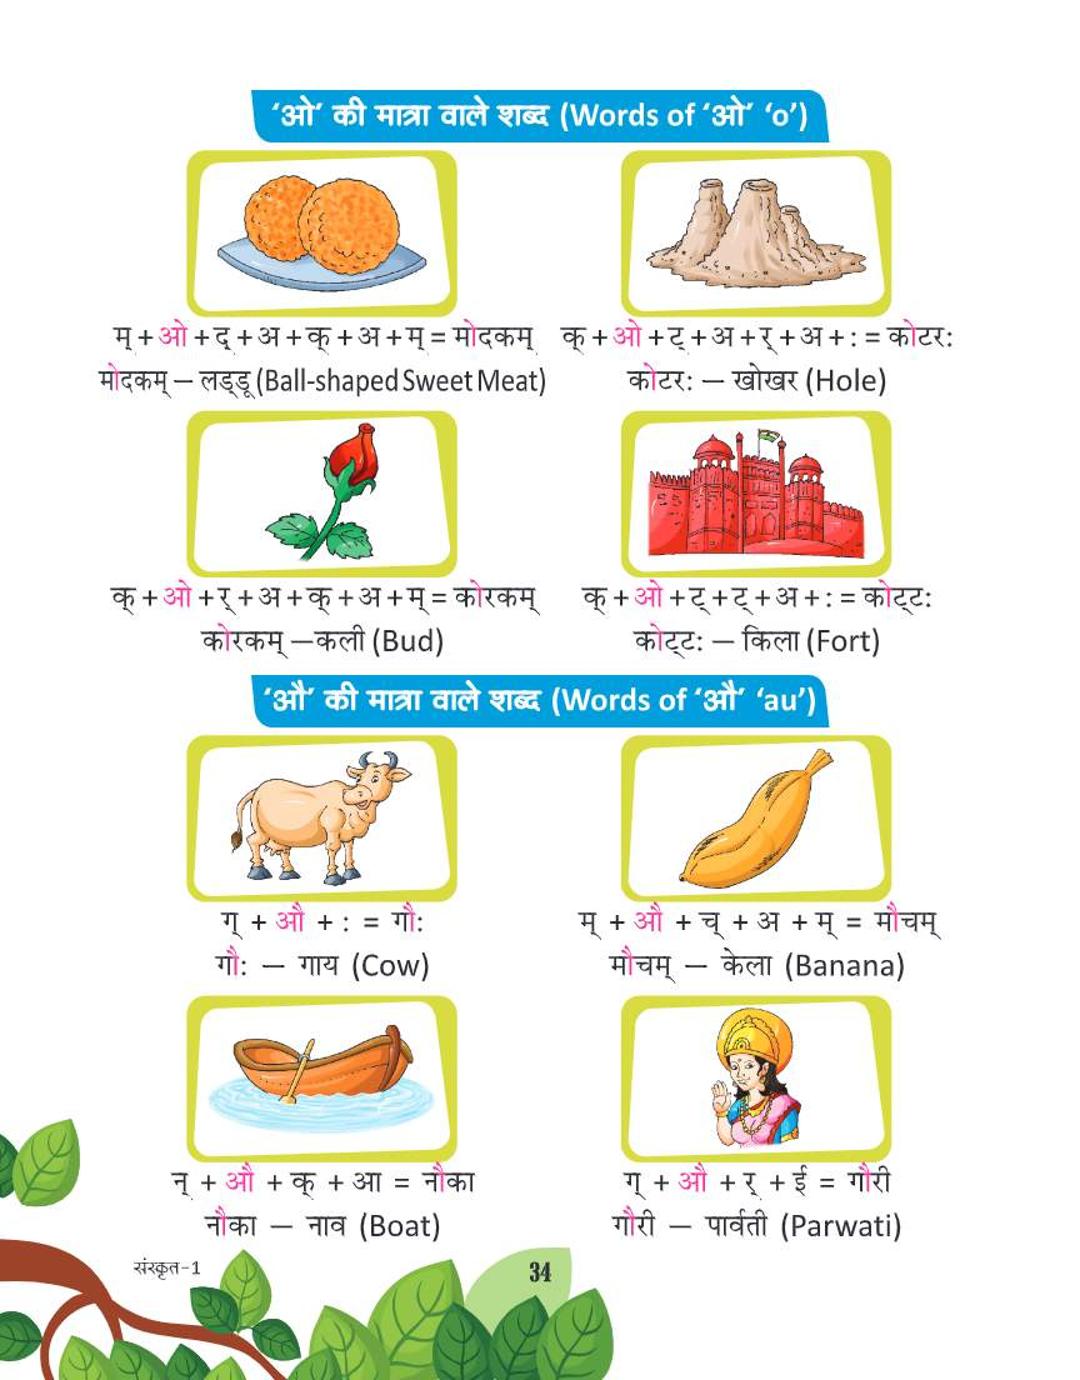 ‘ओ’ की मात्रा वाले शब्द (Words of ‘ओ’ ‘o’)
म् + ओ + द् + अ + क् + अ + म् = मोदकम्
मोदकम् – लड्डू (Ball-shaped Sweet Meat)
क् + ओ + ट् + अ + र् + अ + : = कोटर:
कोटर: – खोखर (Hole)
क् + ओ + र् + अ + क् + अ + म् = कोरकम्
कोरकम् –कली (Bud)
क् + ओ + ट् + ट् + अ + : = कोट्ट:
कोट्ट: – किला (Fort)
‘औ’ की मात्रा वाले शब्द (Words of ‘औ’ ‘au’)
ग् + औ + : = गौ:
गौ: – गाय (Cow)
म् + औ + च् + अ + म् = मौचम्
मौचम् – केला (Banana)
न् + औ + क् + आ = नौका
नौका – नाव (Boat)
ग् + औ + र् + ई = गौरी
गौरी – पार्वती (Parwati)
संस्कृत-1
34